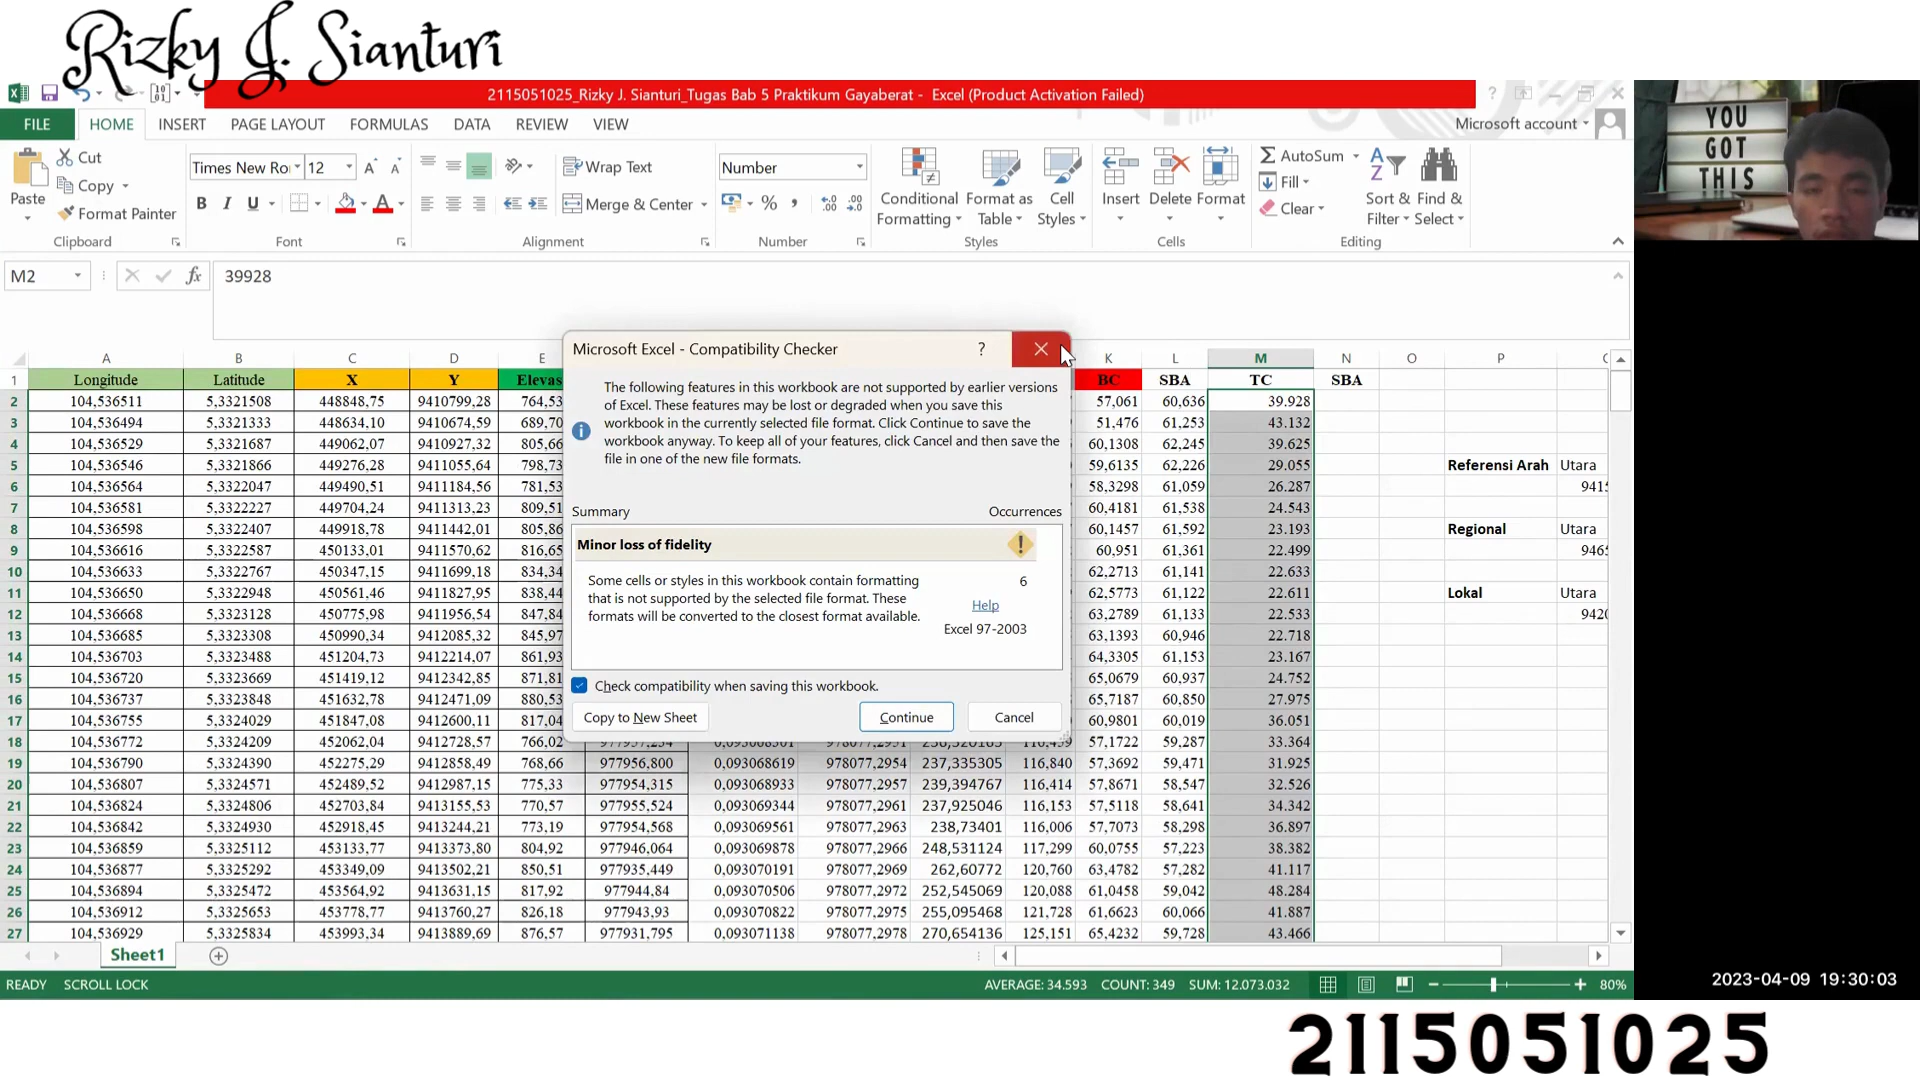 Rizky J. Sianturi
2115051025_Rizky J. Sianturi_Tugas Bab 5 Praktikum Gayaberat - Excel (Product Activation Failed)
FILE HOME INSERT PAGE LAYOUT FORMULAS DATA REVIEW VIEW Microsoft account
Cut
Copy
Format Painter
Paste
Clipboard
Times New Ro 12
B I U
Font
Wrap Text
Merge & Center
Alignment
Number
Number
Conditional Formatting
Format as Table
Cell Styles
Styles
Insert Delete Format
Cells
AutoSum
Fill
Clear
Sort & Filter
Find & Select
Editing
YOU
GOT
THIS
M2 fx 39928
Microsoft Excel - Compatibility Checker ?
The following features in this workbook are not supported by earlier versions
of Excel. These features may be lost or degraded when you save this
workbook in the currently selected file format. Click Continue to save the
workbook anyway. To keep all of your features, click Cancel and then save the
file in one of the new file formats.
Summary Occurrences
Minor loss of fidelity
Some cells or styles in this workbook contain formatting 6
that is not supported by the selected file format. These Help
formats will be converted to the closest format available.
Excel 97-2003
Check compatibility when saving this workbook.
Copy to New Sheet Continue Cancel
A B C D E K L M N O P
1 Longitude Latitude X Y Elevas BC SBA TC SBA
2 104,536511 5,3321508 448848,75 9410799,28 764,53 57,061 60,636 39.928
3 104,536494 5,3321333 448634,10 9410674,59 689,70 51,476 61,253 43.132
4 104,536529 5,3321687 449062,07 9410927,32 805,66 60,1308 62,245 39.625
5 104,536546 5,3321866 449276,28 9411055,64 798,73 59,6135 62,226 29.055 Referensi Arah Utara
6 104,536564 5,3322047 449490,51 9411184,56 781,53 58,3298 61,059 26.287 9415
7 104,536581 5,3322227 449704,24 9411313,23 809,51 60,4181 61,538 24.543
8 104,536598 5,3322407 449918,78 9411442,01 805,86 60,1457 61,592 23.193 Regional Utara
9 104,536616 5,3322587 450133,01 9411570,62 816,65 60,951 61,361 22.499 9465
10 104,536633 5,3322767 450347,15 9411699,18 834,34 62,2713 61,141 22.633
11 104,536650 5,3322948 450561,46 9411827,95 838,44 62,5773 61,122 22.611 Lokal Utara
12 104,536668 5,3323128 450775,98 9411956,54 847,84 63,2789 61,133 22.533 9420
13 104,536685 5,3323308 450990,34 9412085,32 845,97 63,1393 60,946 22.718
14 104,536703 5,3323488 451204,73 9412214,07 861,93 64,3305 61,153 23.167
15 104,536720 5,3323669 451419,12 9412342,85 871,81 65,0679 60,937 24.752
16 104,536737 5,3323848 451632,78 9412471,09 880,53 65,7187 60,850 27.975
17 104,536755 5,3324029 451847,08 9412600,11 817,04 60,9801 60,019 36.051
18 104,536772 5,3324209 452062,04 9412728,57 766,02 57,1722 59,287 33.364
19 104,536790 5,3324390 452275,29 9412858,49 768,66 977956,800 0,093068619 978077,2954 237,335305 116,840 57,3692 59,471 31.925
20 104,536807 5,3324571 452489,52 9412987,15 775,33 977954,315 0,093068933 978077,2957 239,394767 116,414 57,8671 58,547 32.526
21 104,536824 5,3324806 452703,84 9413155,53 770,57 977955,524 0,093069344 978077,2961 237,925046 116,153 57,5118 58,641 34.342
22 104,536842 5,3324930 452918,45 9413244,21 773,19 977954,568 0,093069561 978077,2963 238,73401 116,006 57,7073 58,298 36.897
23 104,536859 5,3325112 453133,77 9413373,80 804,92 977946,064 0,093069878 978077,2966 248,531124 117,299 60,0755 57,223 38.382
24 104,536877 5,3325292 453349,09 9413502,21 850,51 977935,449 0,093070191 978077,2969 262,60772 120,760 63,4782 57,282 41.117
25 104,536894 5,3325472 453564,92 9413631,15 817,92 977944,84 0,093070506 978077,2972 252,545069 120,088 61,0458 59,042 48.284
26 104,536912 5,3325653 453778,77 9413760,27 826,18 977943,93 0,093070822 978077,2975 255,095468 121,728 61,6623 60,066 41.887
27 104,536929 5,3325834 453993,34 9413889,69 876,57 977931,795 0,093071138 978077,2978 270,654136 125,151 65,4232 59,728 43.466
Sheet1
READY SCROLL LOCK AVERAGE: 34.593 COUNT: 349 SUM: 12.073.032 80%
2023-04-09 19:30:03
2115051025